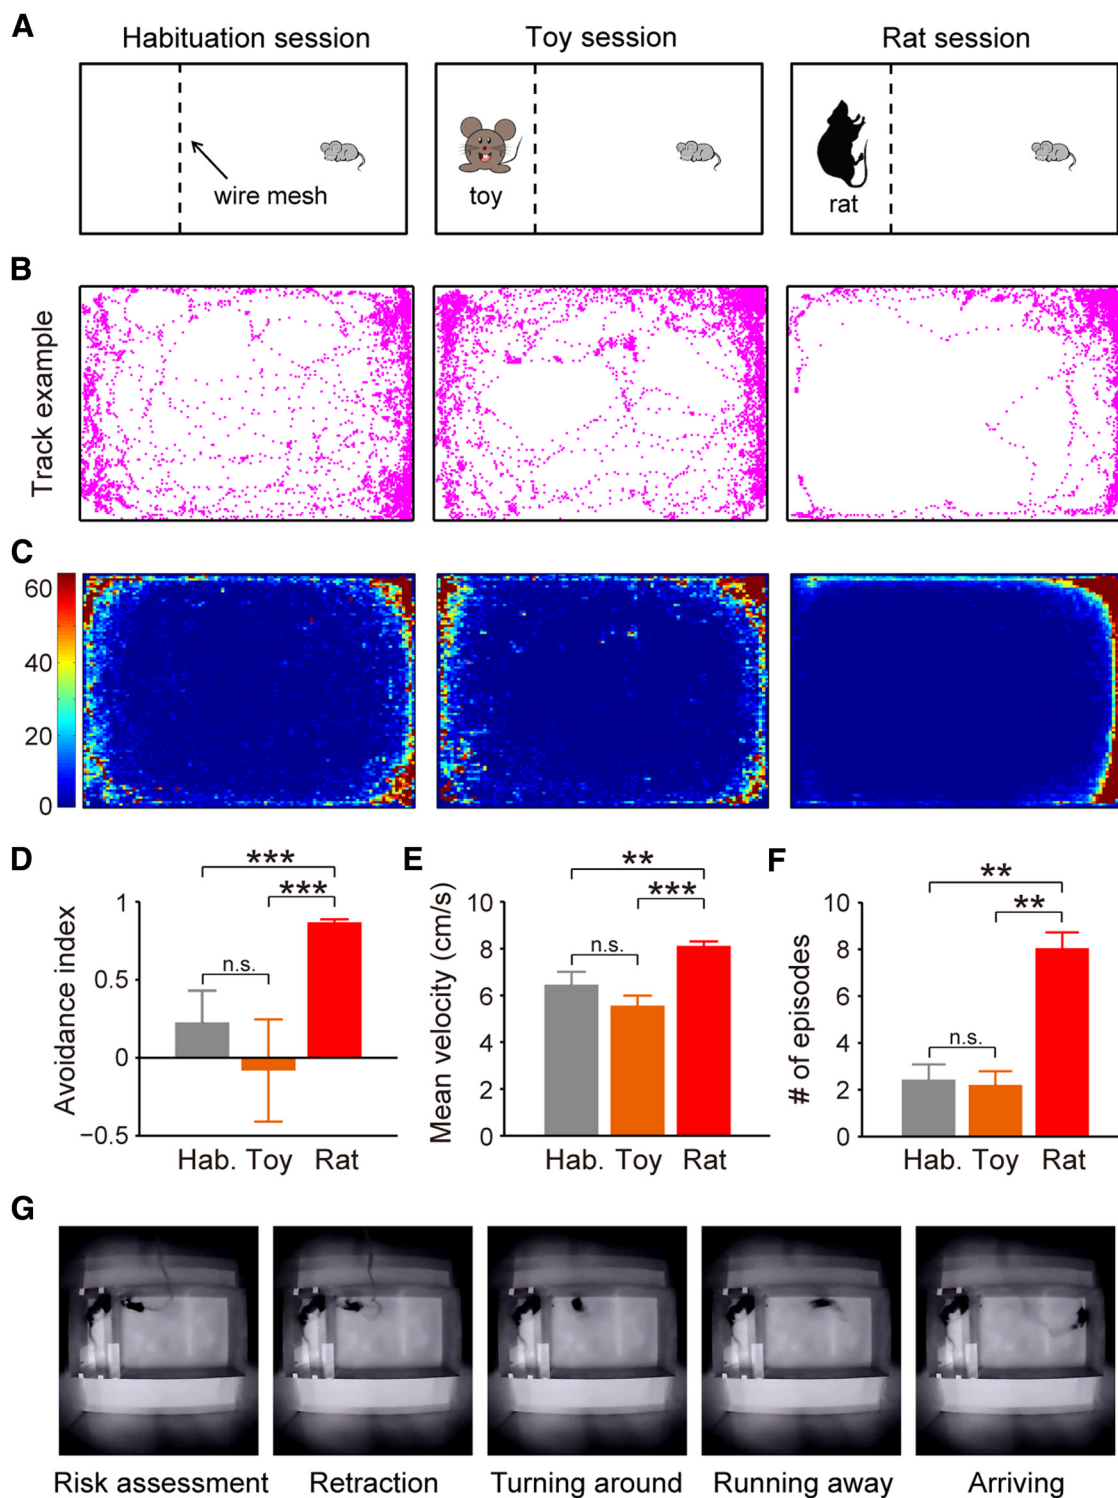 A
Habituation session
Toy session
Rat session
wire mesh
toy
rat
B
Track example
C
60
40
20
0
D
Avoidance index
1
0.5
0
−0.5
***
***
n.s.
Hab. Toy Rat
E
Mean velocity (cm/s)
10
8
6
4
2
0
**
***
n.s.
Hab. Toy Rat
F
# of episodes
10
8
6
4
2
0
**
**
n.s.
Hab. Toy Rat
G
Risk assessment
Retraction
Turning around
Running away
Arriving